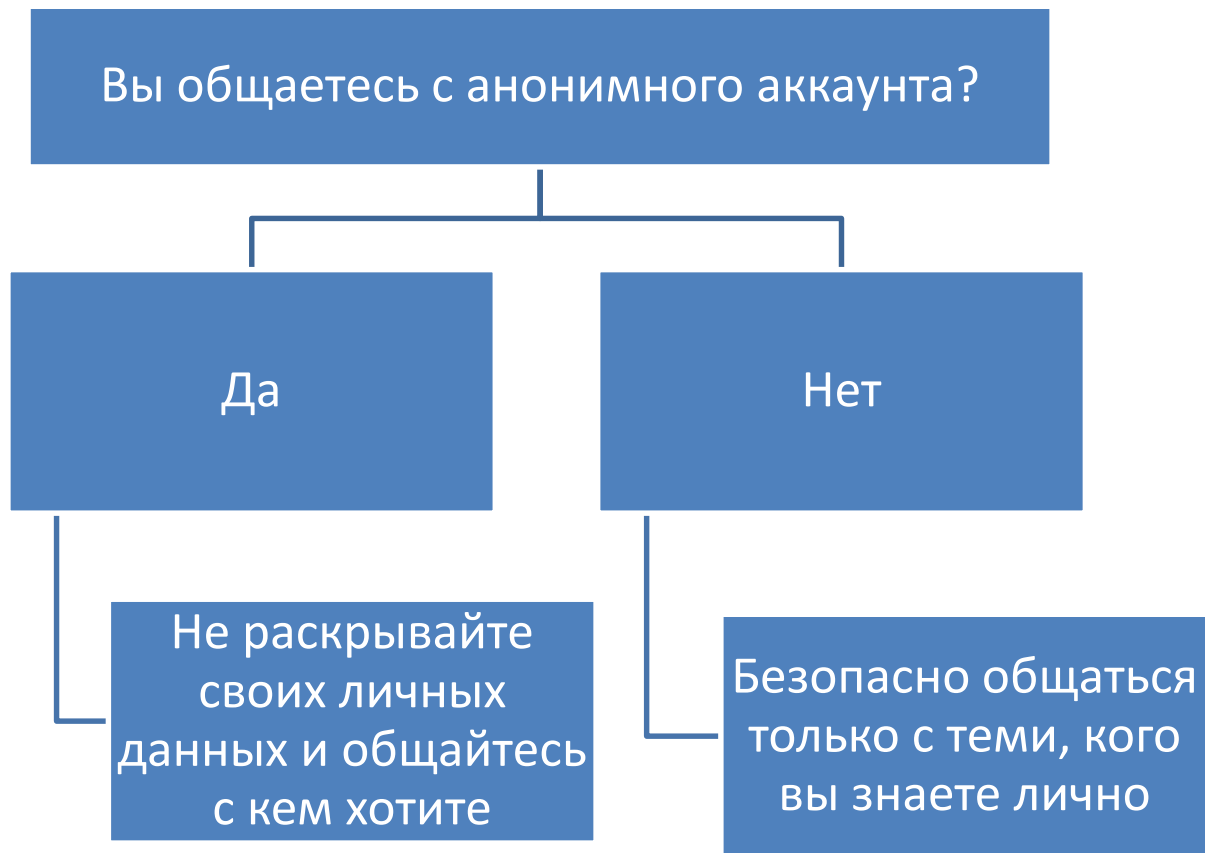 Вы общаетесь с анонимного аккаунта?
Да
Нет
Не раскрывайте
своих личных
данных и общайтесь
с кем хотите
Безопасно общаться
только с теми, кого
вы знаете лично